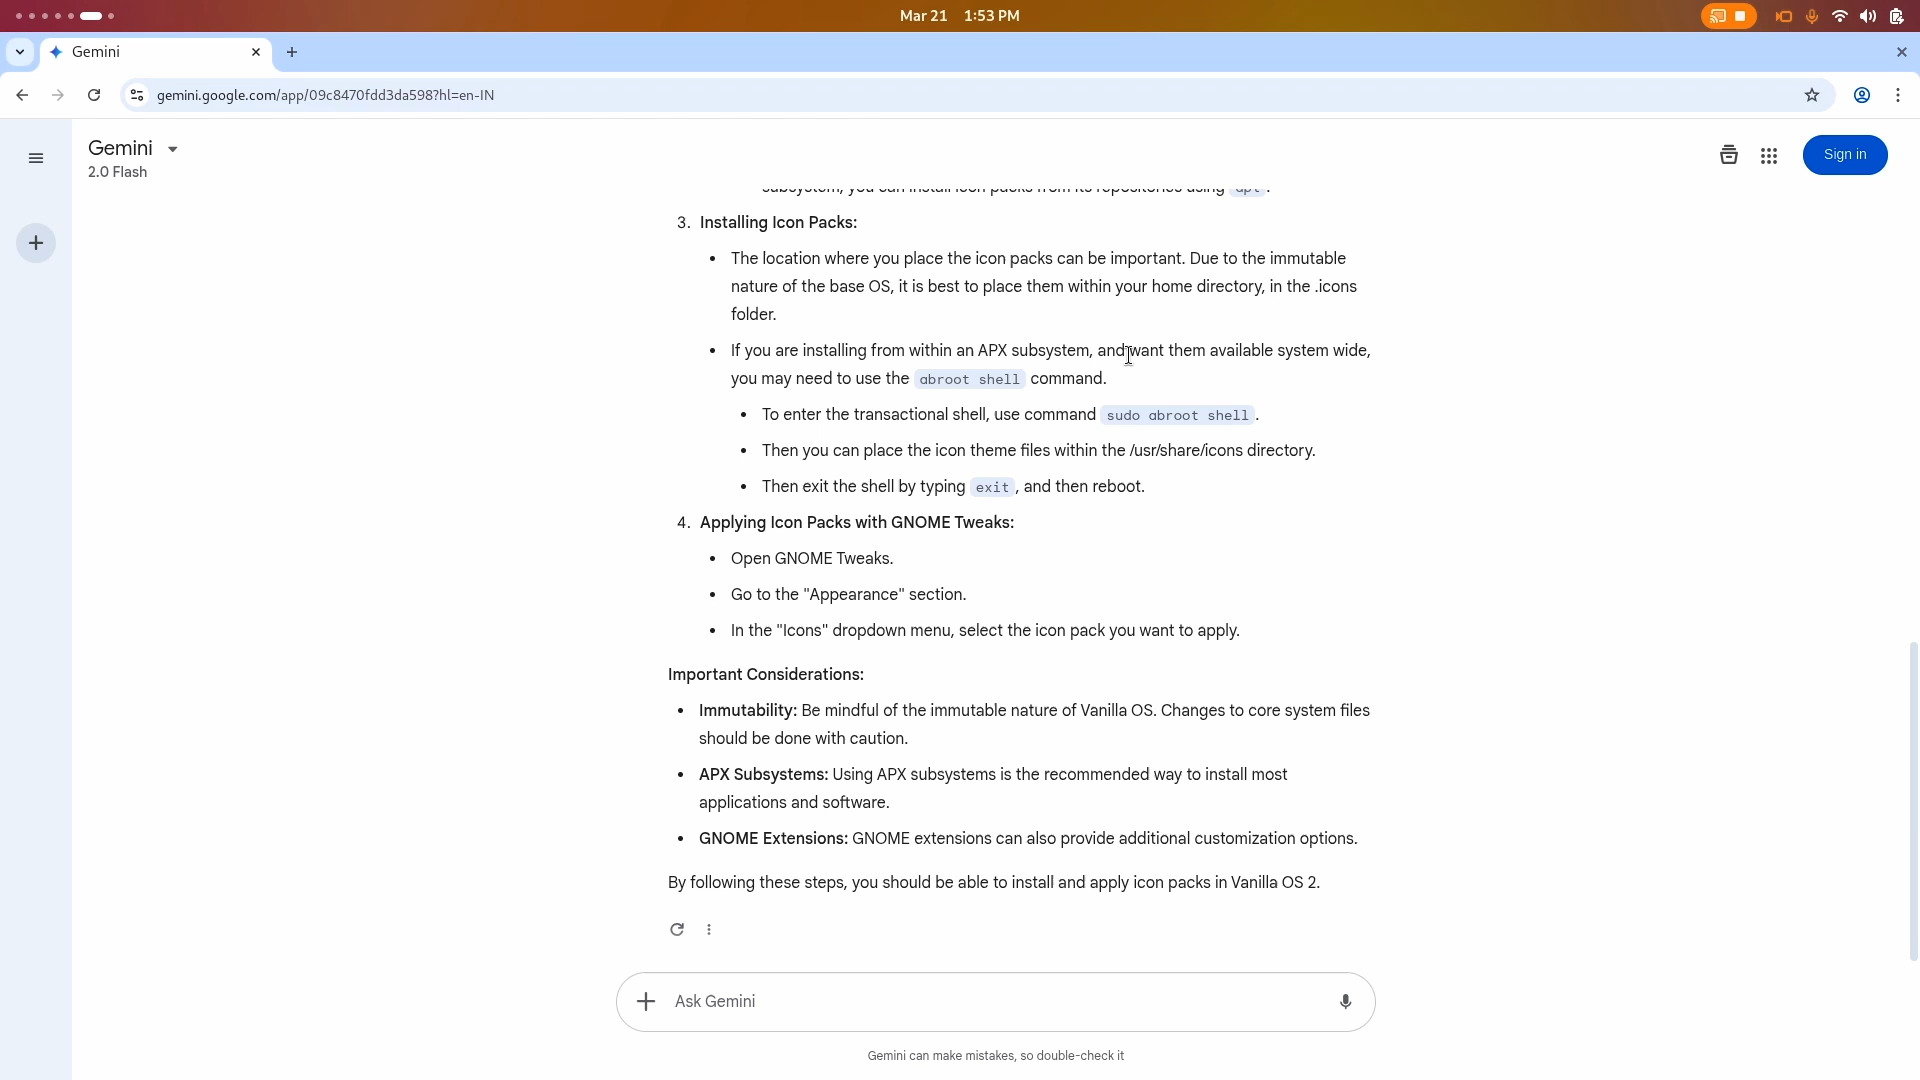 Mar 21 1:53 PM
Gemini
gemini.google.com/app/09c8470fdd3da598?hl=en-IN
Gemini
2.0 Flash
Sign in
subsystem, you can install icon packs from its repositories using apt.
3. Installing Icon Packs:
• The location where you place the icon packs can be important. Due to the immutable
nature of the base OS, it is best to place them within your home directory, in the .icons
folder.
• If you are installing from within an APX subsystem, and want them available system wide,
you may need to use the abroot shell command.
• To enter the transactional shell, use command sudo abroot shell.
• Then you can place the icon theme files within the /usr/share/icons directory.
• Then exit the shell by typing exit, and then reboot.
4. Applying Icon Packs with GNOME Tweaks:
• Open GNOME Tweaks.
• Go to the "Appearance" section.
• In the "Icons" dropdown menu, select the icon pack you want to apply.
Important Considerations:
• Immutability: Be mindful of the immutable nature of Vanilla OS. Changes to core system files
should be done with caution.
• APX Subsystems: Using APX subsystems is the recommended way to install most
applications and software.
• GNOME Extensions: GNOME extensions can also provide additional customization options.
By following these steps, you should be able to install and apply icon packs in Vanilla OS 2.
Ask Gemini
Gemini can make mistakes, so double-check it